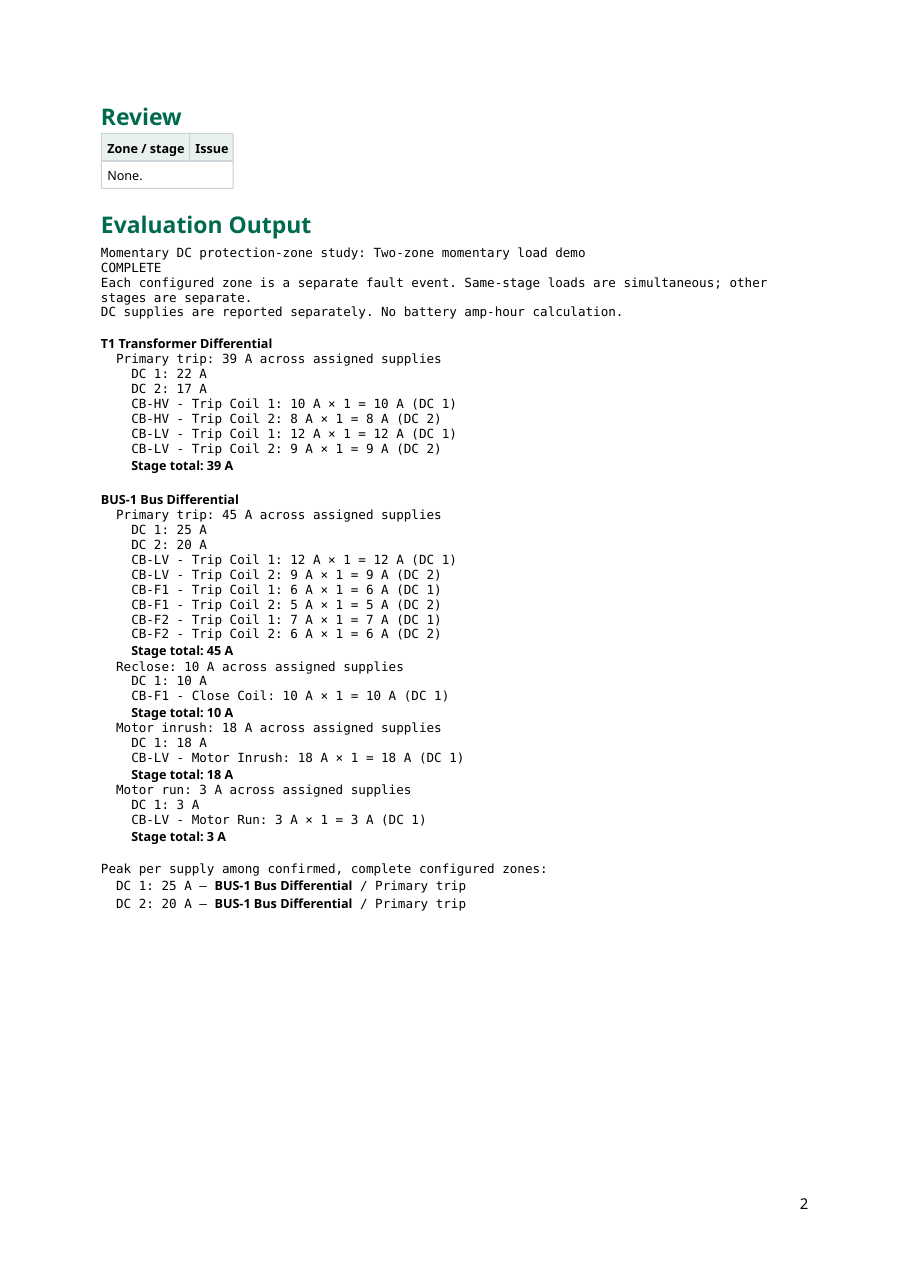 Review
Zone / stage Issue
None.
Evaluation Output
Momentary DC protection-zone study: Two-zone momentary load demo
COMPLETE
Each configured zone is a separate fault event. Same-stage loads are simultaneous; other
stages are separate.
DC supplies are reported separately. No battery amp-hour calculation.
T1 Transformer Differential
Primary trip: 39 A across assigned supplies
DC 1: 22 A
DC 2: 17 A
CB-HV - Trip Coil 1: 10 A × 1 = 10 A (DC 1)
CB-HV - Trip Coil 2: 8 A × 1 = 8 A (DC 2)
CB-LV - Trip Coil 1: 12 A × 1 = 12 A (DC 1)
CB-LV - Trip Coil 2: 9 A × 1 = 9 A (DC 2)
Stage total: 39 A
BUS-1 Bus Differential
Primary trip: 45 A across assigned supplies
DC 1: 25 A
DC 2: 20 A
CB-LV - Trip Coil 1: 12 A × 1 = 12 A (DC 1)
CB-LV - Trip Coil 2: 9 A × 1 = 9 A (DC 2)
CB-F1 - Trip Coil 1: 6 A × 1 = 6 A (DC 1)
CB-F1 - Trip Coil 2: 5 A × 1 = 5 A (DC 2)
CB-F2 - Trip Coil 1: 7 A × 1 = 7 A (DC 1)
CB-F2 - Trip Coil 2: 6 A × 1 = 6 A (DC 2)
Stage total: 45 A
Reclose: 10 A across assigned supplies
DC 1: 10 A
CB-F1 - Close Coil: 10 A × 1 = 10 A (DC 1)
Stage total: 10 A
Motor inrush: 18 A across assigned supplies
DC 1: 18 A
CB-LV - Motor Inrush: 18 A × 1 = 18 A (DC 1)
Stage total: 18 A
Motor run: 3 A across assigned supplies
DC 1: 3 A
CB-LV - Motor Run: 3 A × 1 = 3 A (DC 1)
Stage total: 3 A
Peak per supply among confirmed, complete configured zones:
DC 1: 25 A — BUS-1 Bus Differential / Primary trip
DC 2: 20 A — BUS-1 Bus Differential / Primary trip
2